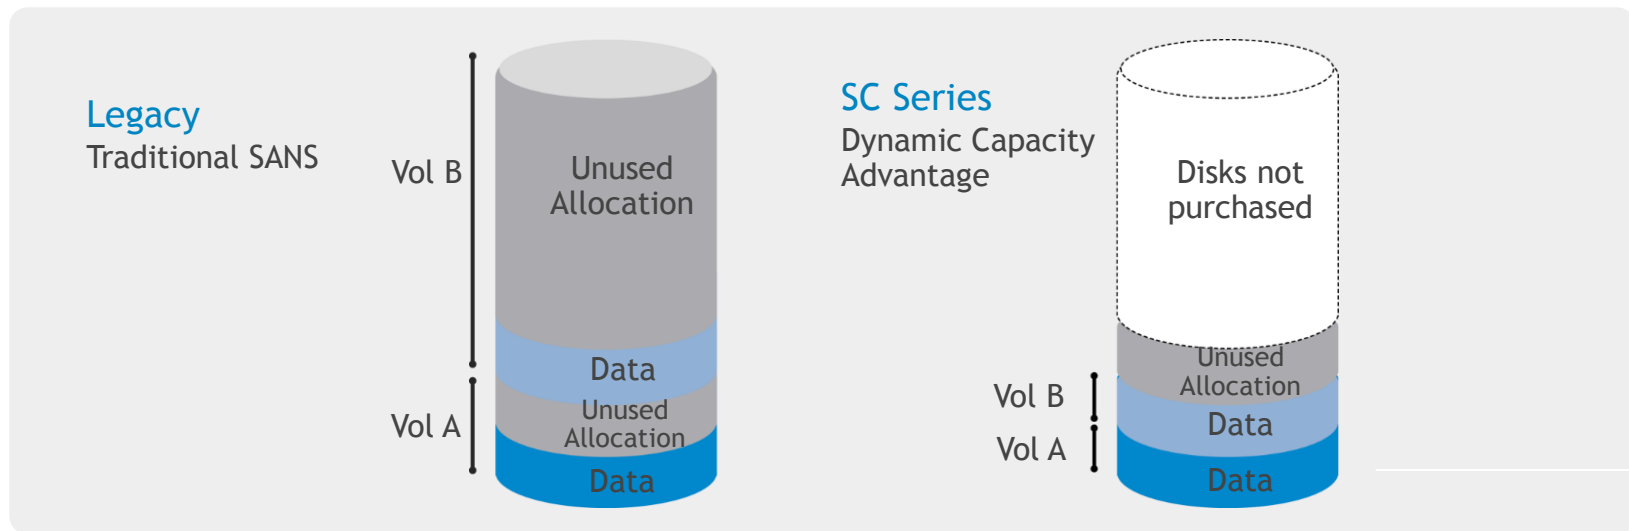 Legacy
Traditional SANS
Vol B
Unused
Allocation
Data
Vol A
Unused
Allocation
Data
SC Series
Dynamic Capacity
Advantage
Disks not
purchased
Unused
Allocation
Vol B
Data
Vol A
Data